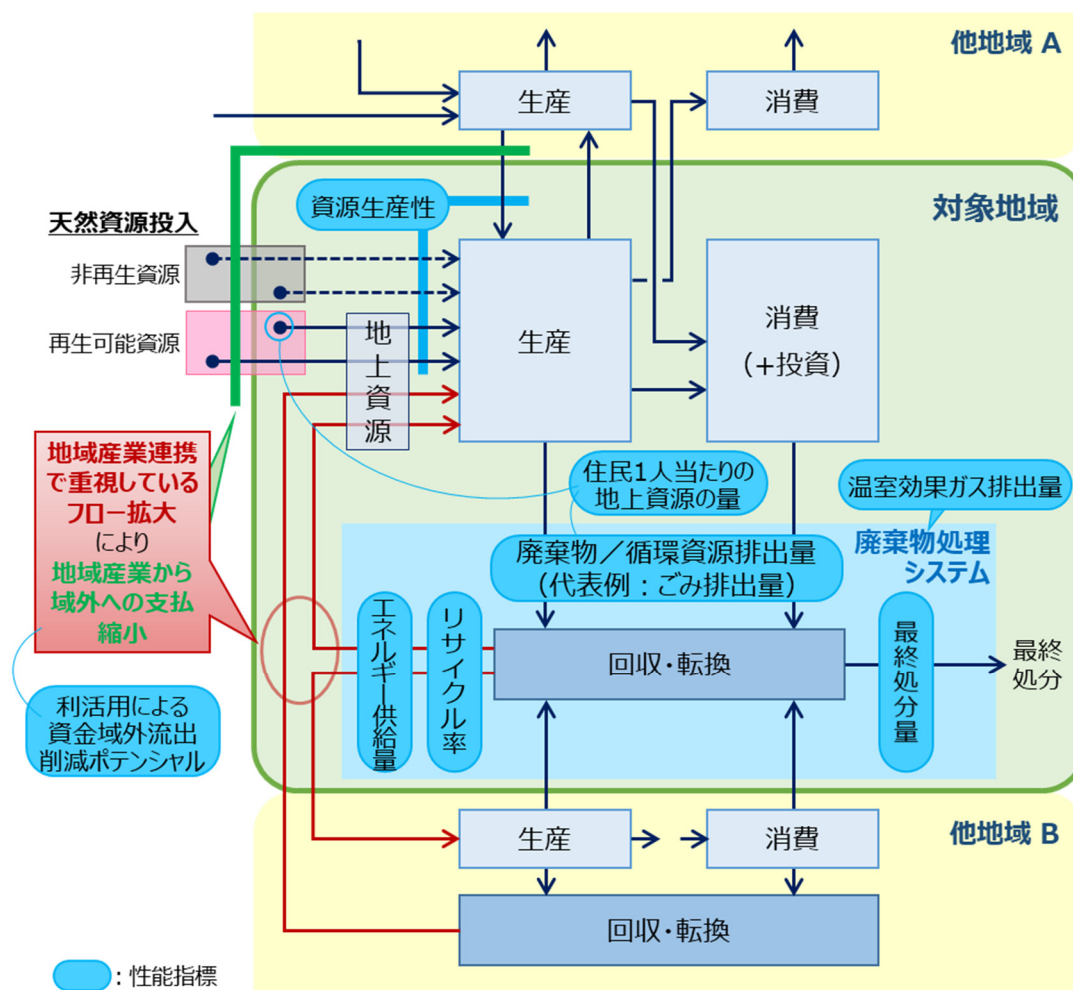 他地域 A
生産
消費
対象地域
資源生産性
天然資源投入
非再生資源
再生可能資源
地上資源
生産
消費
（+投資）
地域産業連携
で重視している
フロー拡大
により
地域産業から
域外への支払
縮小
住民1人当たりの
地上資源の量
温室効果ガス排出量
廃棄物処理
システム
廃棄物／循環資源排出量
（代表例：ごみ排出量）
エネルギー供給量
リサイクル率
回収・転換
最終処分量
最終
処分
利活用による
資金域外流出
削減ポテンシャル
生産
消費
他地域 B
回収・転換
：性能指標